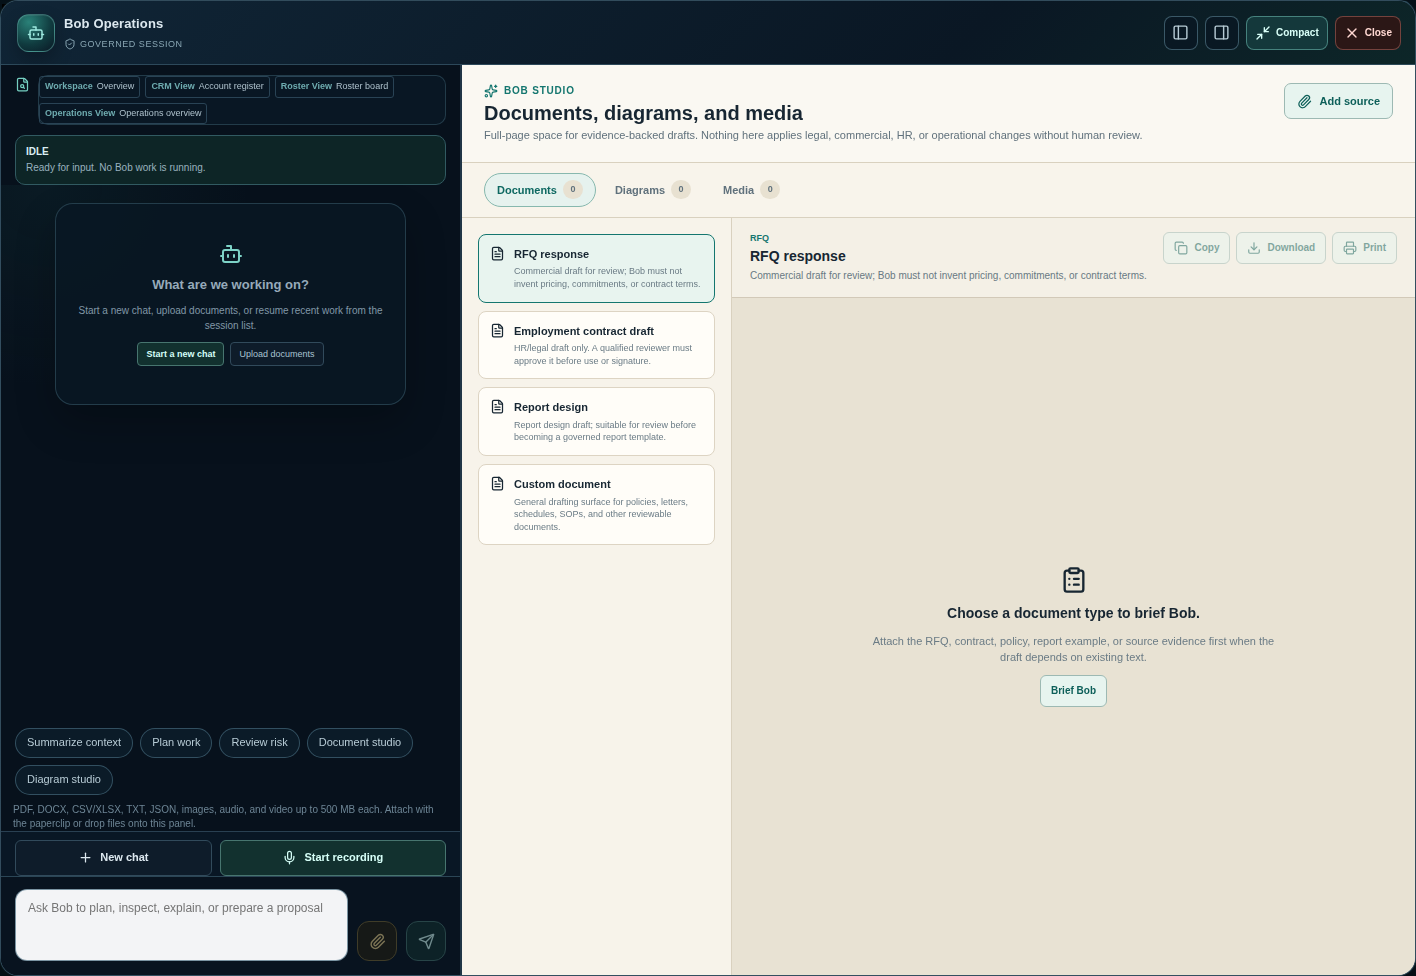 Bob Operations
GOVERNED SESSION
Compact
Close
Workspace Overview
CRM View Account register
Roster View Roster board
Operations View Operations overview
IDLE
Ready for input. No Bob work is running.
What are we working on?
Start a new chat, upload documents, or resume recent work from the
session list.
Start a new chat
Upload documents
Summarize context
Plan work
Review risk
Document studio
Diagram studio
PDF, DOCX, CSV/XLSX, TXT, JSON, images, audio, and video up to 500 MB each. Attach with
the paperclip or drop files onto this panel.
New chat
Start recording
Ask Bob to plan, inspect, explain, or prepare a proposal
BOB STUDIO
Documents, diagrams, and media
Full-page space for evidence-backed drafts. Nothing here applies legal, commercial, HR, or operational changes without human review.
Add source
Documents 0
Diagrams 0
Media 0
RFQ response
Commercial draft for review; Bob must not
invent pricing, commitments, or contract terms.
Employment contract draft
HR/legal draft only. A qualified reviewer must
approve it before use or signature.
Report design
Report design draft; suitable for review before
becoming a governed report template.
Custom document
General drafting surface for policies, letters,
schedules, SOPs, and other reviewable
documents.
RFQ
RFQ response
Commercial draft for review; Bob must not invent pricing, commitments, or contract terms.
Copy
Download
Print
Choose a document type to brief Bob.
Attach the RFQ, contract, policy, report example, or source evidence first when the
draft depends on existing text.
Brief Bob